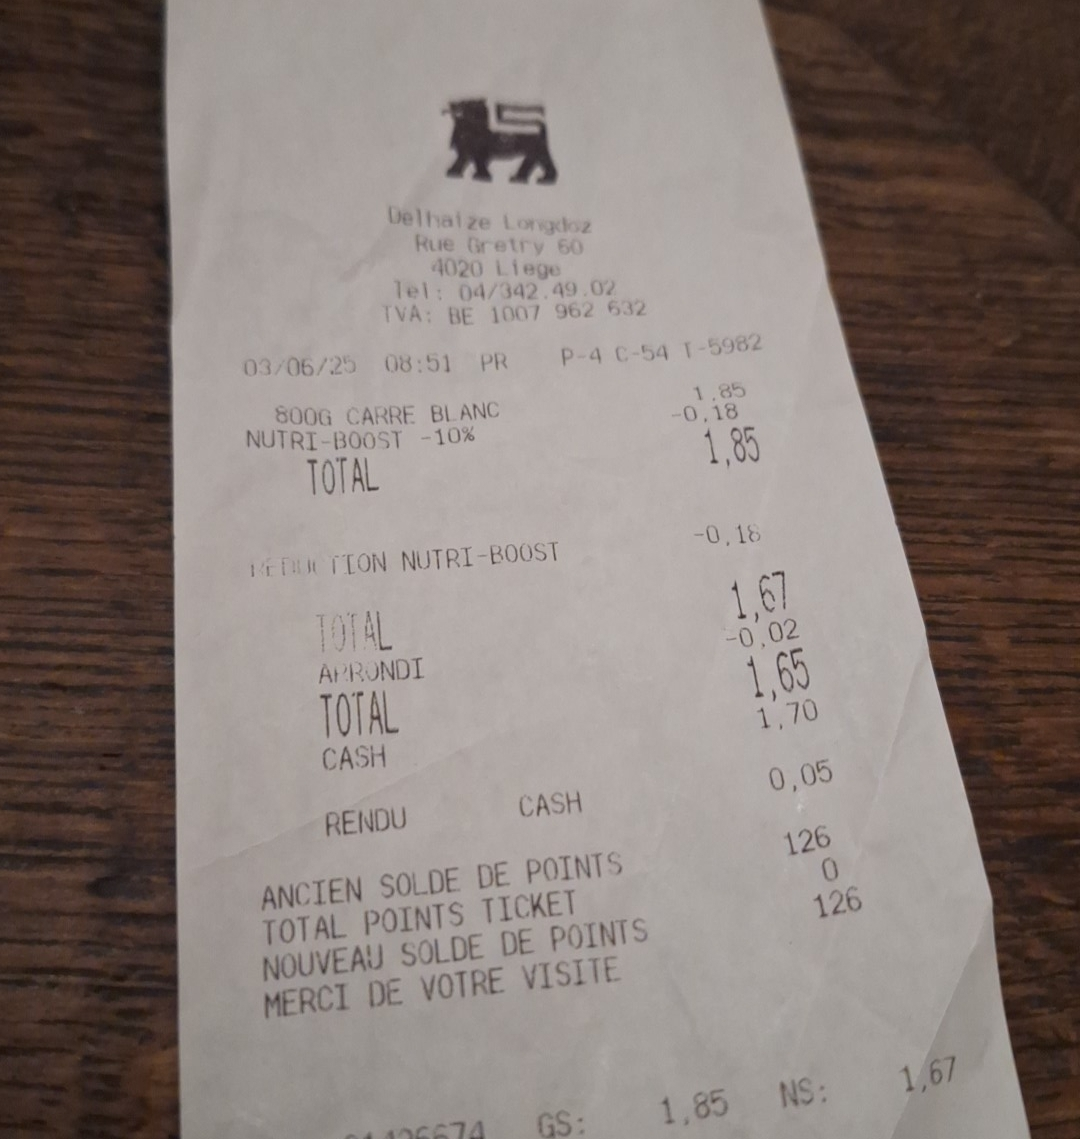 Delhaize Longdoz
Rue Gretry 60
4020 Liege
Tel: 04/342.49.02
TVA: BE 1007 962 632
03/06/25 08:51 PR P-4 C-54 T-5982
800G CARRE BLANC 1,85
NUTRI-BOOST -10% -0,18
TOTAL 1,85
REDUCTION NUTRI-BOOST -0,18
TOTAL 1,67
ARRONDI -0,02
TOTAL 1,65
CASH 1,70
RENDU CASH 0,05
ANCIEN SOLDE DE POINTS 126
TOTAL POINTS TICKET 0
NOUVEAU SOLDE DE POINTS 126
MERCI DE VOTRE VISITE
GS: 1,85 NS: 1,67